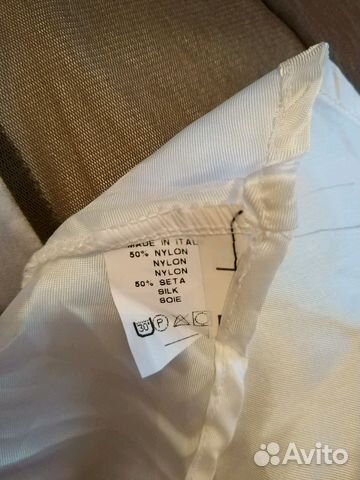 MADE IN ITAL
50% NYLON
NYLON
NYLON
50% SETA
SILK
SOIE
30° P C
Avito